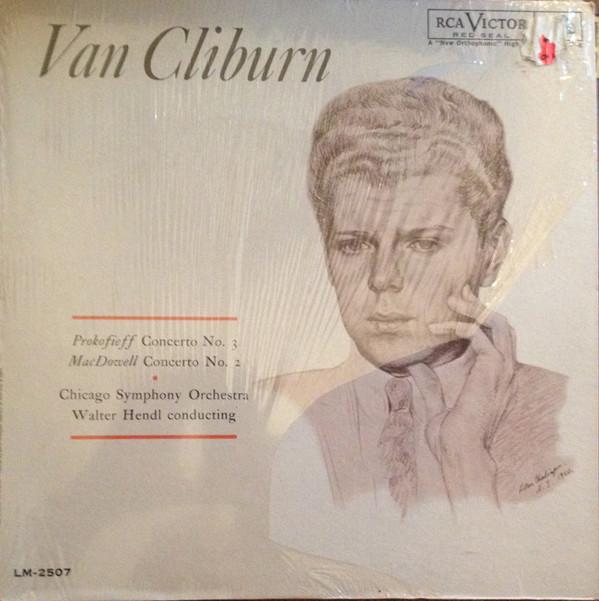 Van Cliburn
RCA VICTOR
RED SEAL
A "New Orthophonic" High
Prokofieff Concerto No. 3
MacDowell Concerto No. 2
Chicago Symphony Orchestra
Walter Hendl conducting
LM-2507